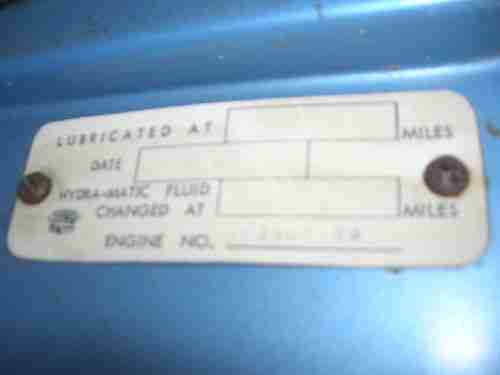 LUBRICATED AT MILES
DATE
HYDRA-MATIC FLUID
CHANGED AT MILES
ENGINE NO.